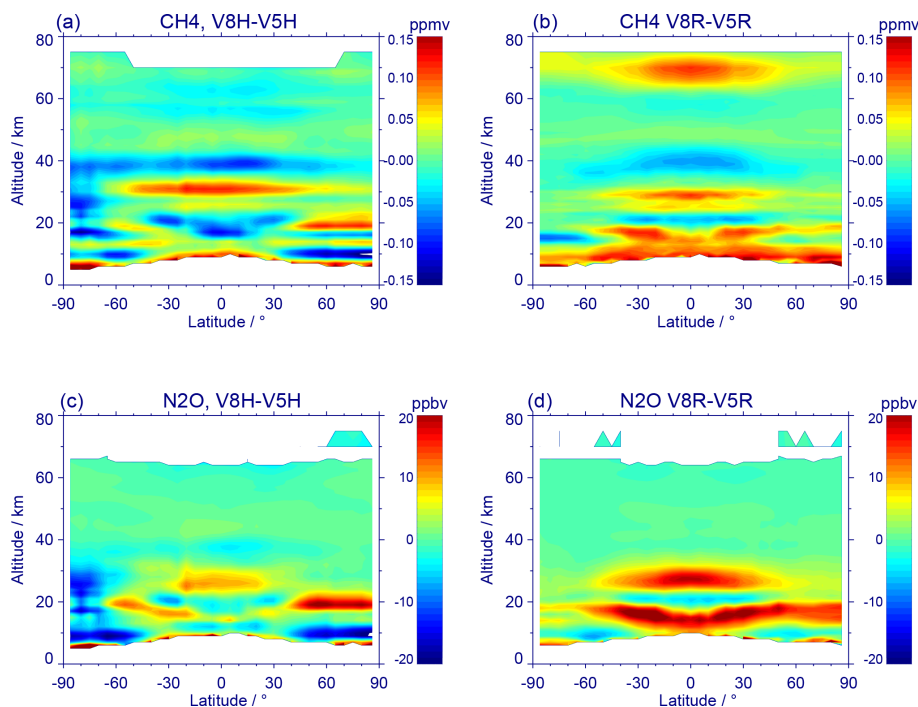 (a) CH4, V8H-V5H ppmv
80
60
40
20
0
Altitude / km
-90 -60 -30 0 30 60 90
Latitude / °
0.15
0.10
0.05
-0.00
-0.05
-0.10
-0.15
(b) CH4 V8R-V5R ppmv
80
60
40
20
0
Altitude / km
-90 -60 -30 0 30 60 90
Latitude / °
0.15
0.10
0.05
-0.00
-0.05
-0.10
-0.15
(c) N2O, V8H-V5H ppbv
80
60
40
20
0
Altitude / km
-90 -60 -30 0 30 60 90
Latitude / °
20
10
0
-10
-20
(d) N2O V8R-V5R ppbv
80
60
40
20
0
Altitude / km
-90 -60 -30 0 30 60 90
Latitude / °
20
10
0
-10
-20